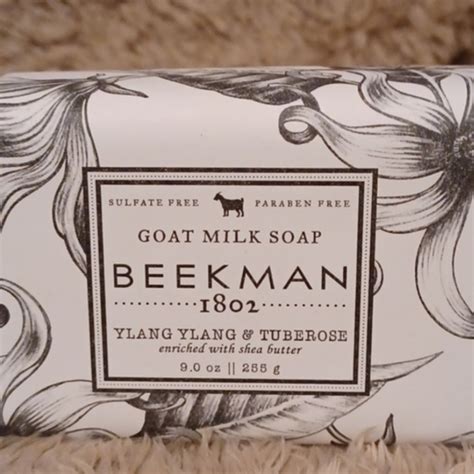 SULFATE FREE PARABEN FREE
GOAT MILK SOAP
BEEKMAN
1802
YLANG YLANG & TUBEROSE
enriched with shea butter
9.0 oz || 255 g